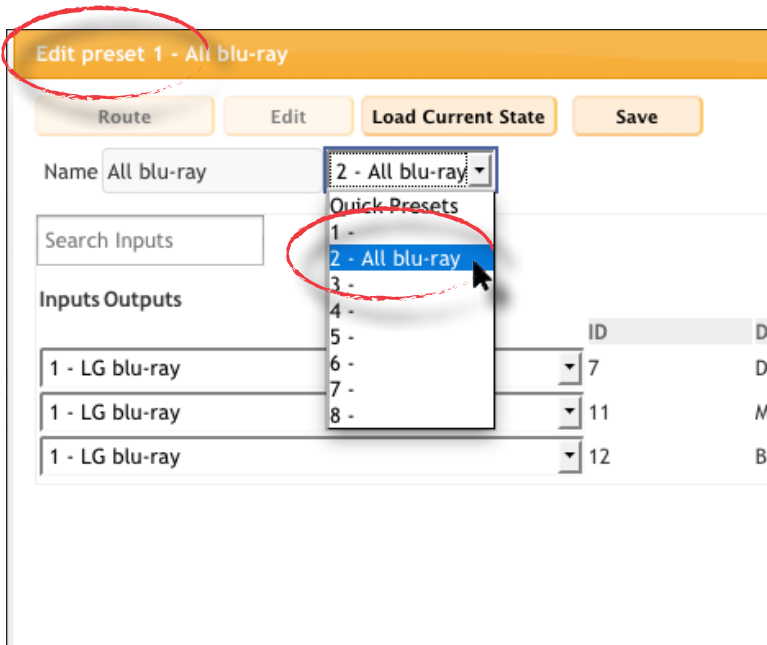 Edit preset 1 - All blu-ray
Route Edit Load Current State Save
Name All blu-ray 2 - All blu-ray
Quick Presets
1 -
2 - All blu-ray
3 -
4 -
5 -
6 -
7 -
8 -
Search Inputs
Inputs Outputs
ID D
1 - LG blu-ray 7 D
1 - LG blu-ray 11 M
1 - LG blu-ray 12 B